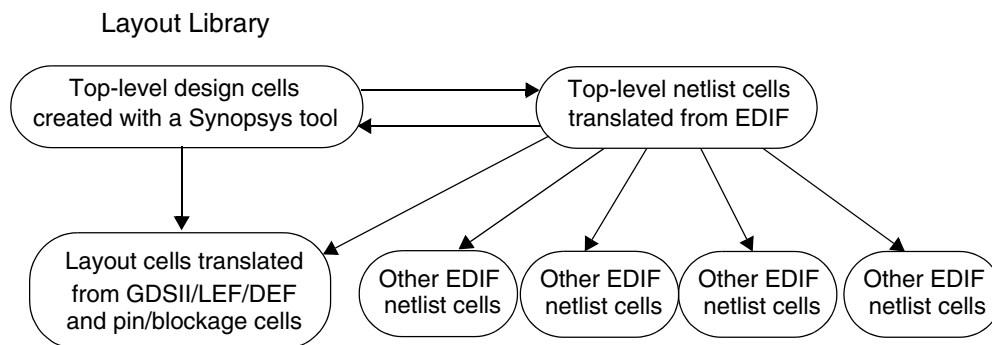 Layout Library
Top-level design cells
created with a Synopsys tool
Top-level netlist cells
translated from EDIF
Layout cells translated
from GDSII/LEF/DEF
and pin/blockage cells
Other EDIF
netlist cells
Other EDIF
netlist cells
Other EDIF
netlist cells
Other EDIF
netlist cells